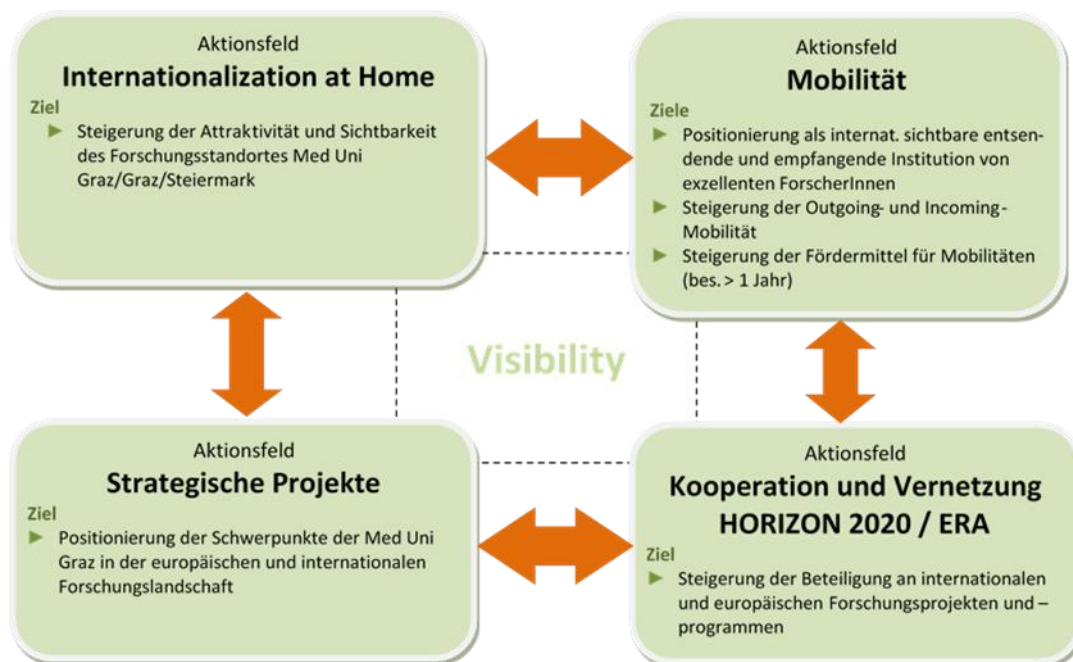 Aktionsfeld
Internationalization at Home
Ziel
► Steigerung der Attraktivität und Sichtbarkeit
des Forschungsstandortes Med Uni
Graz/Graz/Steiermark
Aktionsfeld
Mobilität
Ziele
► Positionierung als internat. sichtbare entsen-
dende und empfangende Institution von
exzellenten ForscherInnen
► Steigerung der Outgoing- und Incoming-
Mobilität
► Steigerung der Fördermittel für Mobilitäten
(bes. > 1 Jahr)
Visibility
Aktionsfeld
Strategische Projekte
Ziel
► Positionierung der Schwerpunkte der Med Uni
Graz in der europäischen und internationalen
Forschungslandschaft
Aktionsfeld
Kooperation und Vernetzung
HORIZON 2020 / ERA
Ziel
► Steigerung der Beteiligung an internationalen
und europäischen Forschungsprojekten und –
programmen